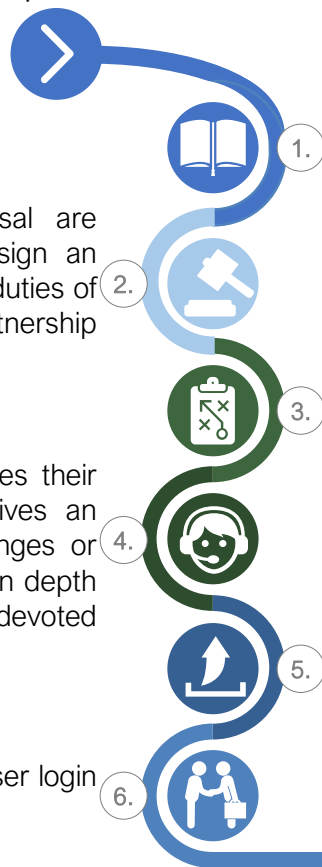 1.
sal are
sign an
duties of
2.
tnership
3.
es their
ives an
nges or
4.
n depth
devoted
5.
ser login
6.